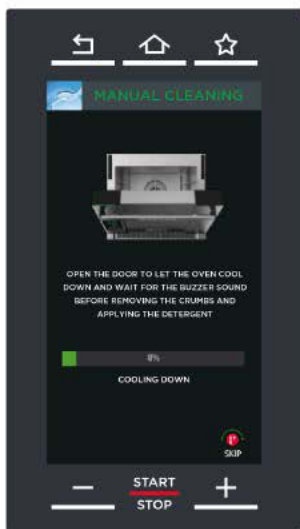 MANUAL CLEANING
OPEN THE DOOR TO LET THE OVEN COOL
DOWN AND WAIT FOR THE BUZZER SOUND
BEFORE REMOVING THE CRUMBS AND
APPLYING THE DETERGENT
8%
COOLING DOWN
SKIP
START
STOP